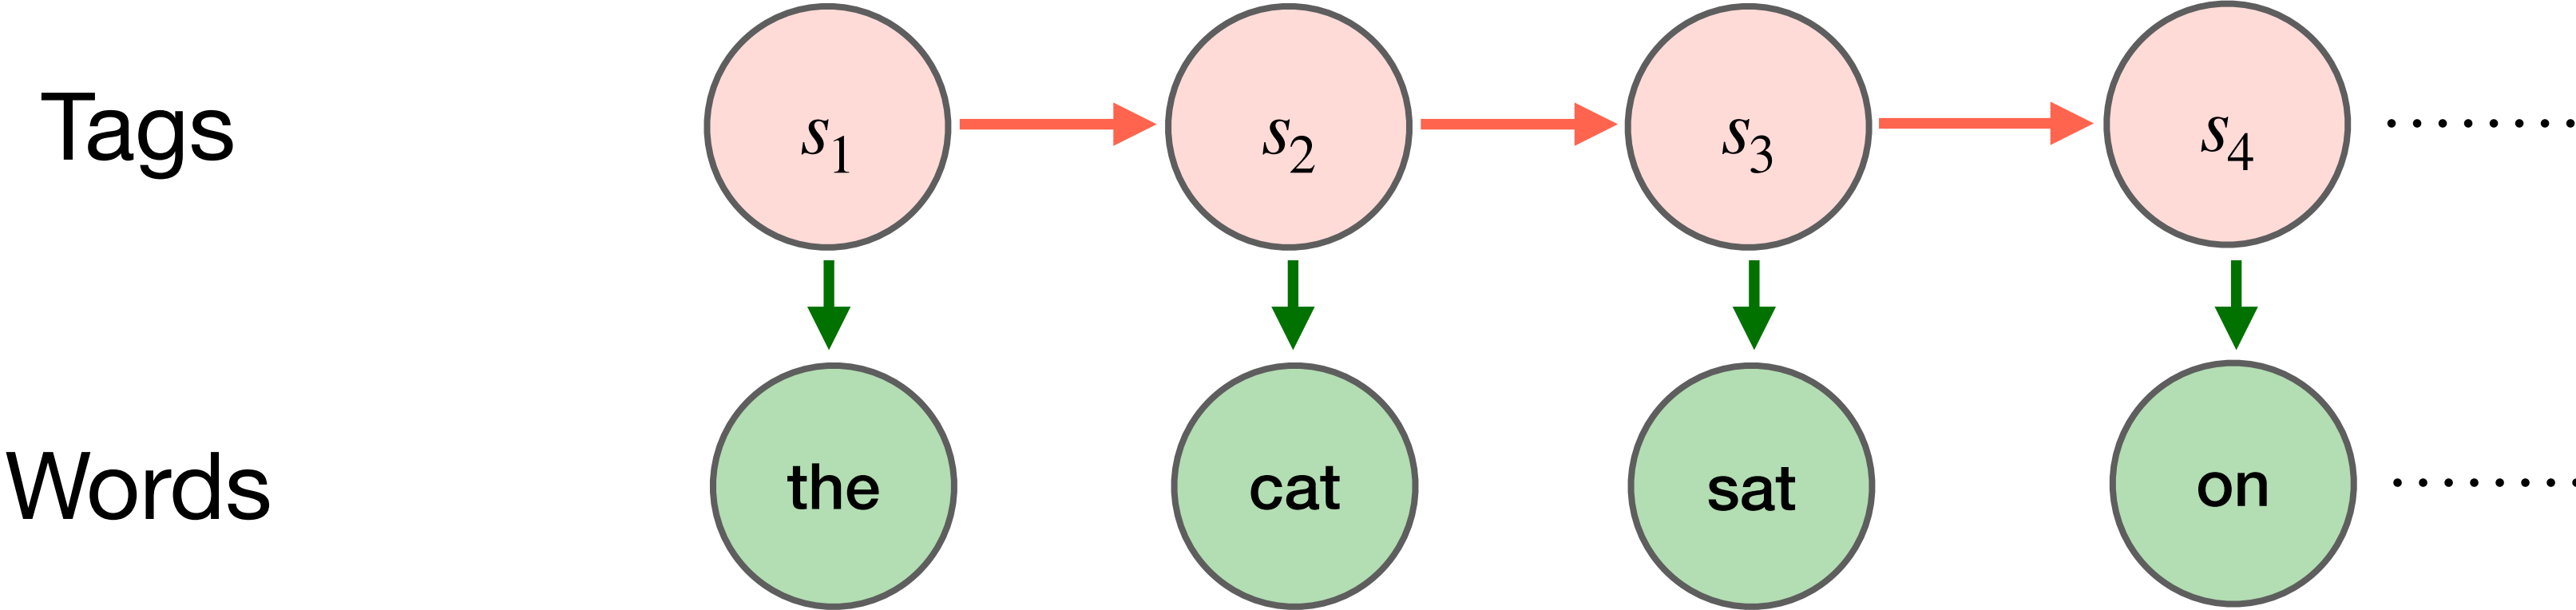 Tags s₁ s₂ s₃ s₄ ........
Words the cat sat on ........